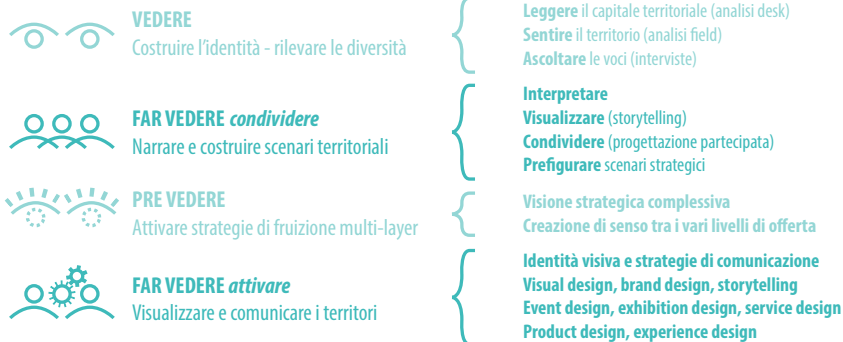 VEDERE
Costruire l'identità - rilevare le diversità
Leggere il capitale territoriale (analisi desk)
Sentire il territorio (analisi field)
Ascoltare le voci (interviste)
FAR VEDERE condividere
Narrare e costruire scenari territoriali
Interpretare
Visualizzare (storytelling)
Condividere (progettazione partecipata)
Prefigurare scenari strategici
PRE VEDERE
Attivare strategie di fruizione multi-layer
Visione strategica complessiva
Creazione di senso tra i vari livelli di offerta
FAR VEDERE attivare
Visualizzare e comunicare i territori
Identità visiva e strategie di comunicazione
Visual design, brand design, storytelling
Event design, exhibition design, service design
Product design, experience design